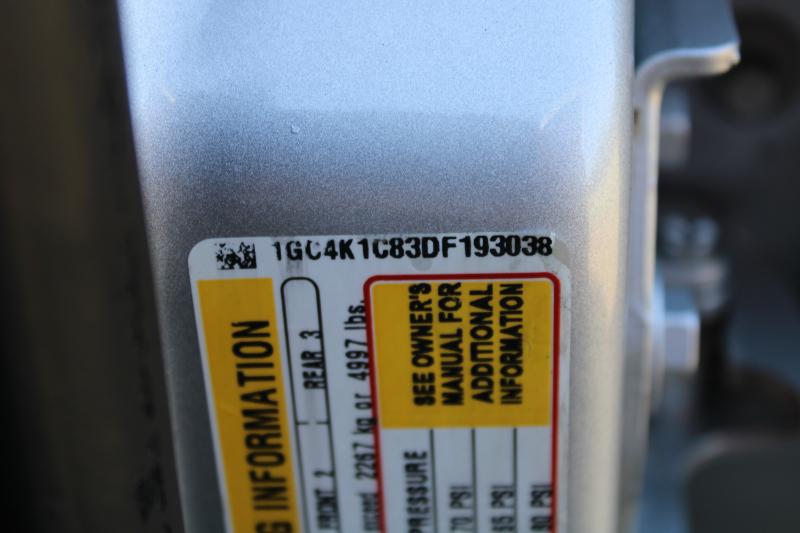 1GC4K1C83DF193038
G INFORMATION
FRONT 2 REAR 3
exceed 2267 kg or 4997 lbs.
SEE OWNER'S
MANUAL FOR
ADDITIONAL
INFORMATION
PRESSURE
70 PSI
PSI
80 PSI